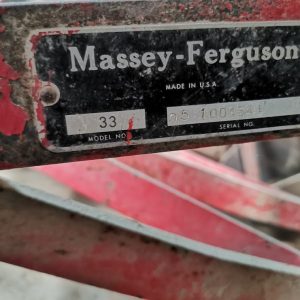 Massey-Ferguson
MADE IN U.S.A.
33
MODEL NO.
SERIAL NO.